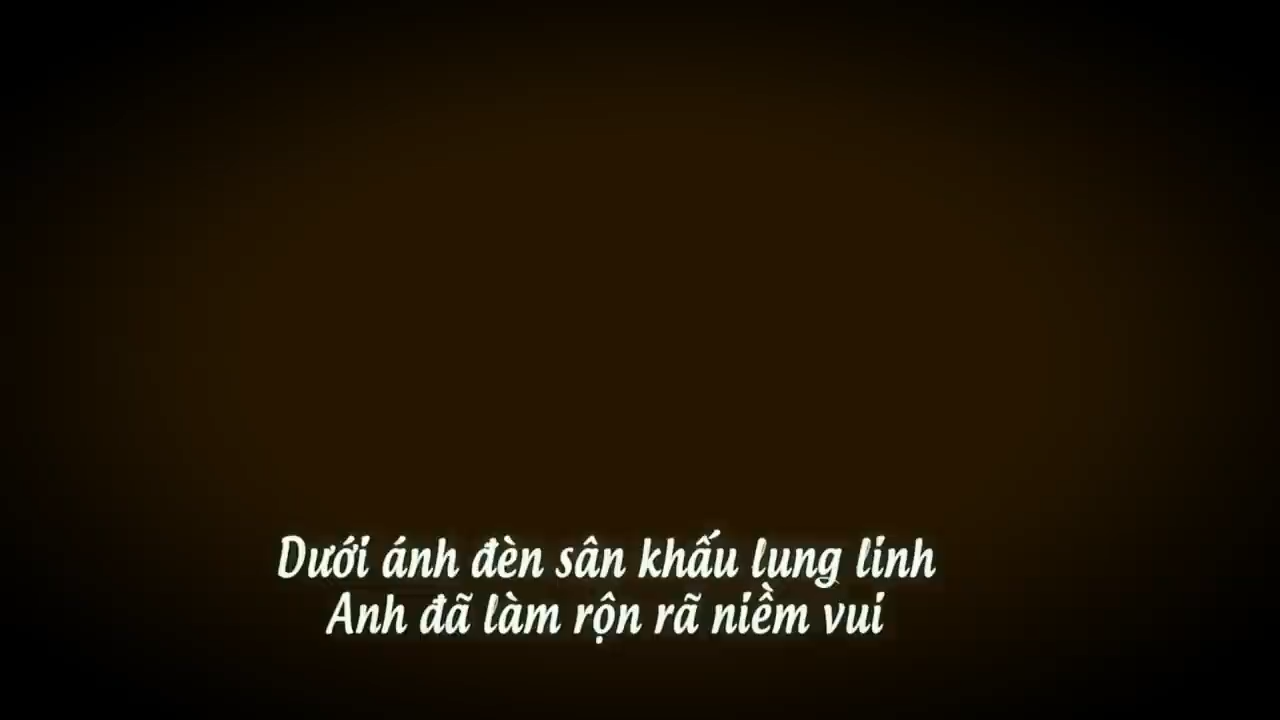 Dưới ánh đèn sân khấu lung linh
Anh đã làm rộn rã niềm vui